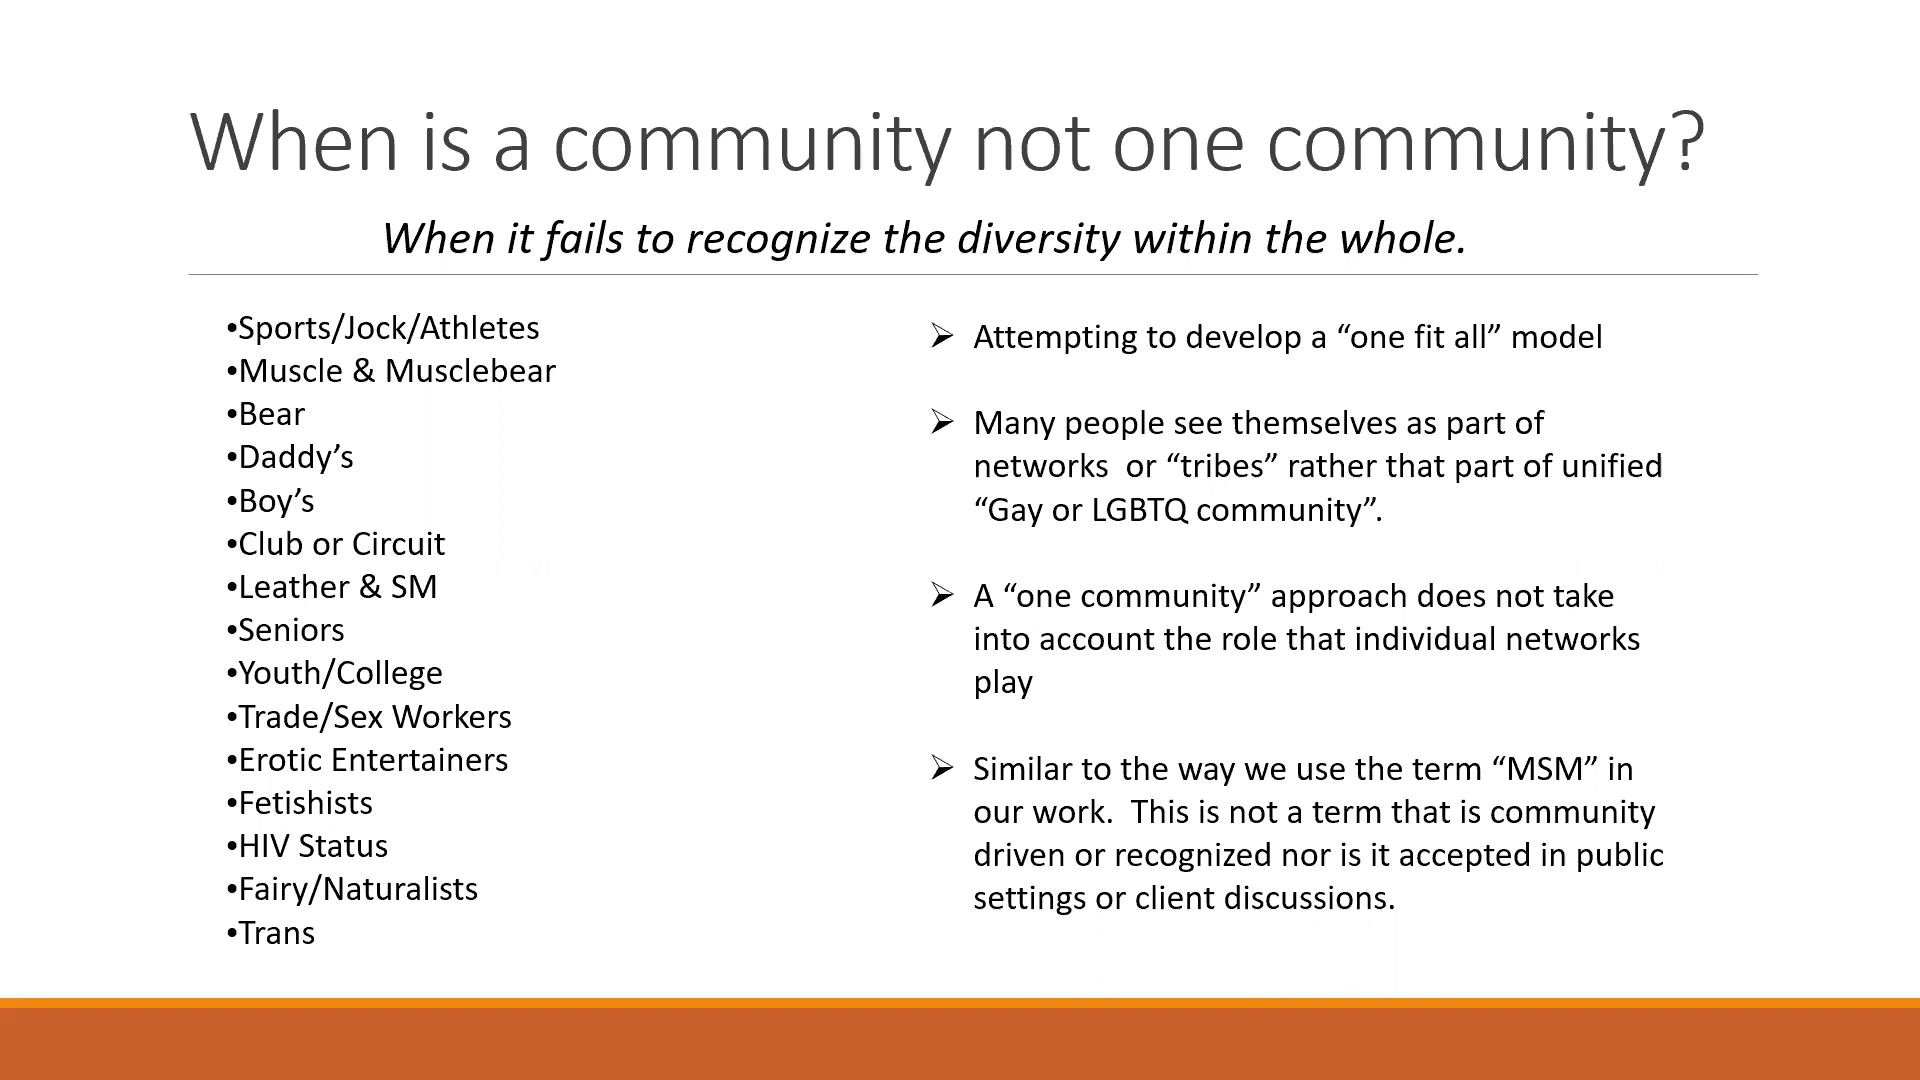 When is a community not one community?
When it fails to recognize the diversity within the whole.
•Sports/Jock/Athletes
•Muscle & Musclebear
•Bear
•Daddy’s
•Boy’s
•Club or Circuit
•Leather & SM
•Seniors
•Youth/College
•Trade/Sex Workers
•Erotic Entertainers
•Fetishists
•HIV Status
•Fairy/Naturalists
•Trans
➢ Attempting to develop a “one fit all” model
➢ Many people see themselves as part of
networks  or “tribes” rather that part of unified
“Gay or LGBTQ community”.
➢ A “one community” approach does not take
into account the role that individual networks
play
➢ Similar to the way we use the term “MSM” in
our work.  This is not a term that is community
driven or recognized nor is it accepted in public
settings or client discussions.